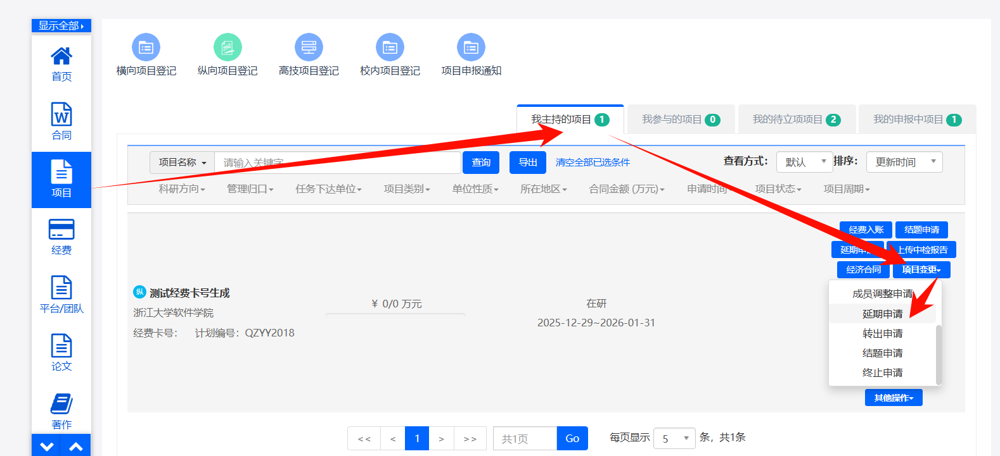 显示全部
首页
合同
项目
经费
平台/团队
论文
著作
横向项目登记
纵向项目登记
高技项目登记
校内项目登记
项目申报通知
我主持的项目 1
我参与的项目 0
我的待立项项目 2
我的申报中项目 1
项目名称
请输入关键字
查询
导出
清空全部已选条件
查看方式：
默认
排序：
更新时间
科研方向
管理归口
任务下达单位
项目类别
单位性质
所在地区
合同金额 (万元)
申请时间
项目状态
项目周期
经费入账
结题申请
延期申
上传中检报告
经济合同
项目变更
成员调整申请
延期申请
转出申请
结题申请
终止申请
其他操作
纵 测试经费卡号生成
浙江大学软件学院
经费卡号： 计划编号：QZYY2018
¥ 0/0 万元
在研
2025-12-29~2026-01-31
<< < 1 > >>
共1页
Go
每页显示 5 条，共1条